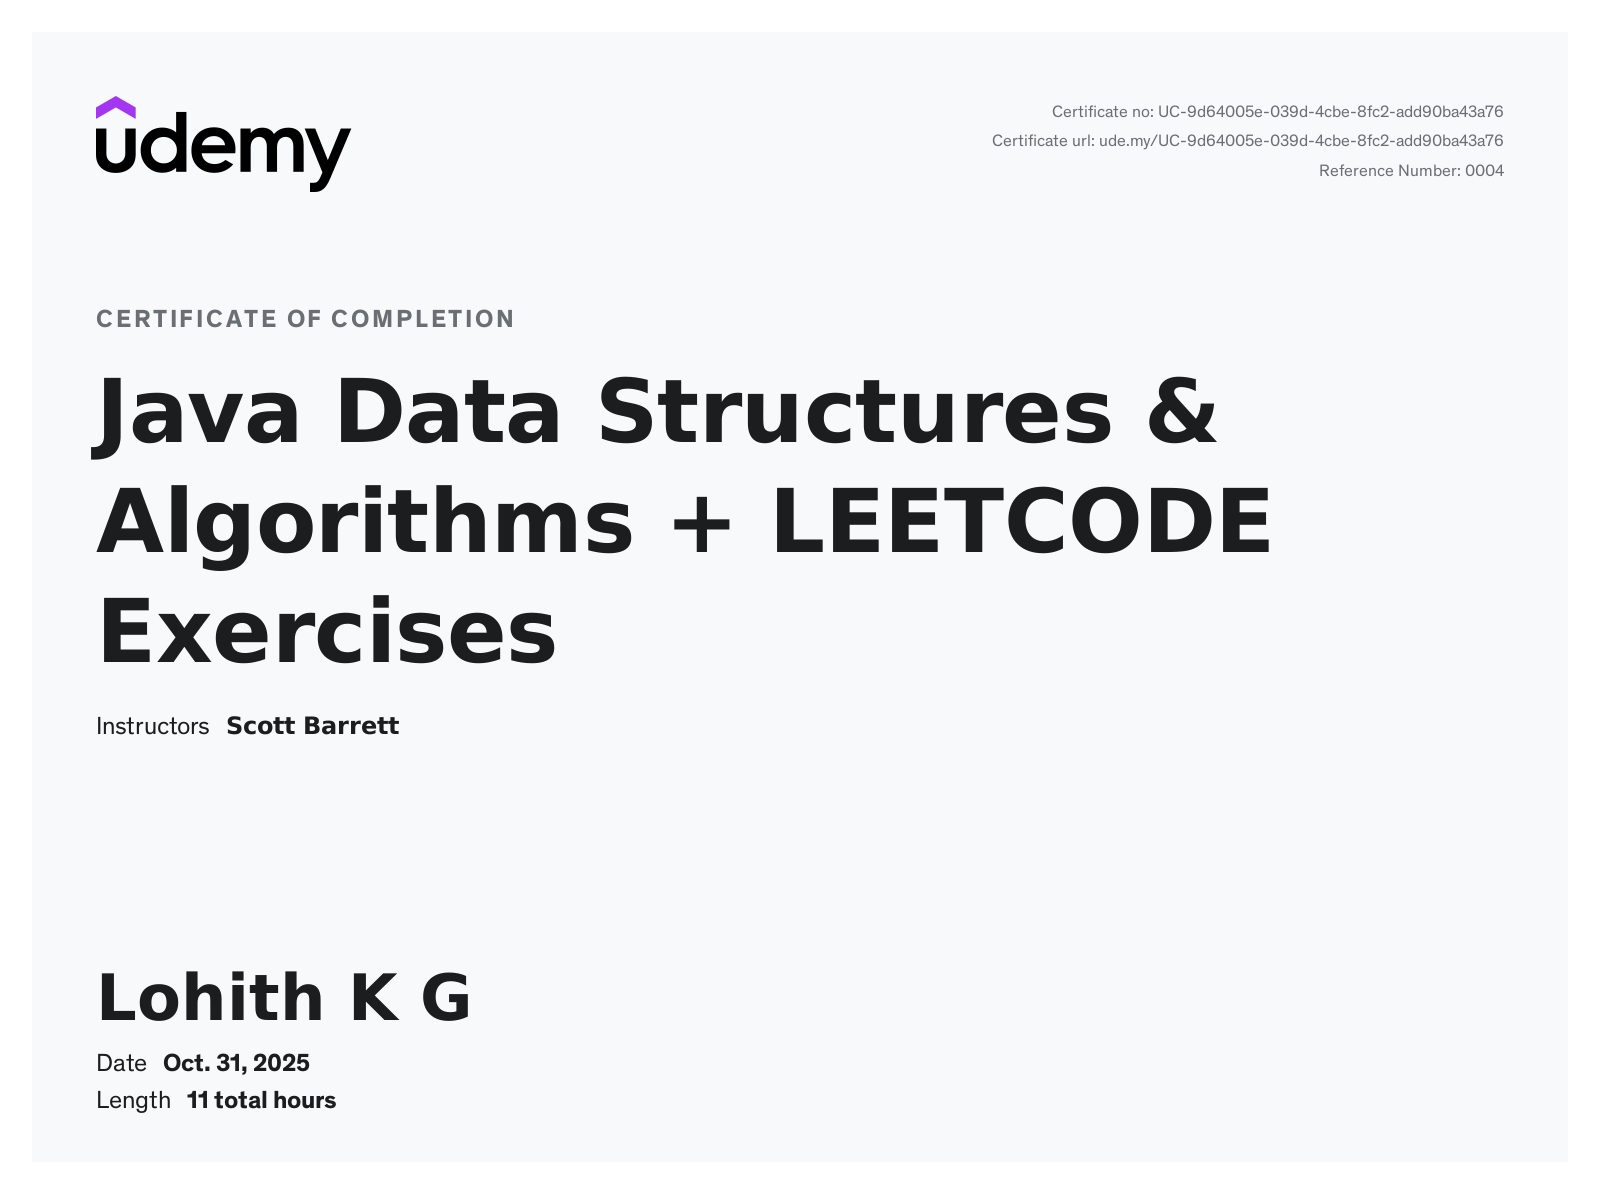 udemy
Certificate no: UC-9d64005e-039d-4cbe-8fc2-add90ba43a76
Certificate url: ude.my/UC-9d64005e-039d-4cbe-8fc2-add90ba43a76
Reference Number: 0004
CERTIFICATE OF COMPLETION
Java Data Structures &
Algorithms + LEETCODE
Exercises
Instructors Scott Barrett
Lohith K G
Date Oct. 31, 2025
Length 11 total hours